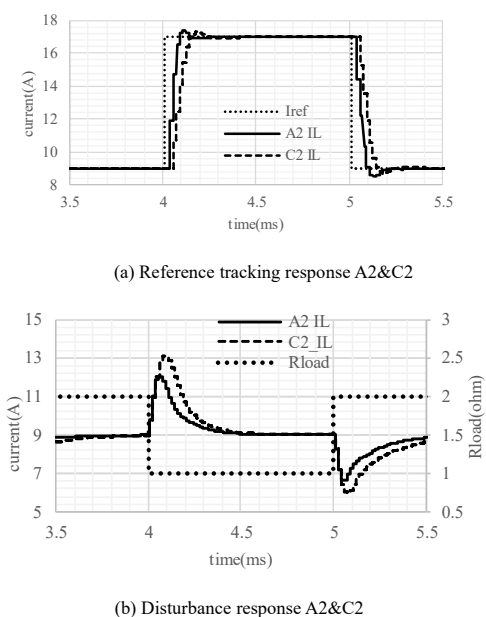 18
16
14
12
10
8
current(A)
Iref
A2 IL
C2 IL
3.5 4 4.5 5 5.5
time(ms)
(a) Reference tracking response A2&C2
15
13
11
9
7
5
current(A)
A2 IL
C2_IL
Rload
3
2.5
2
1.5
1
0.5
Rload(ohm)
3.5 4 4.5 5 5.5
time(ms)
(b) Disturbance response A2&C2